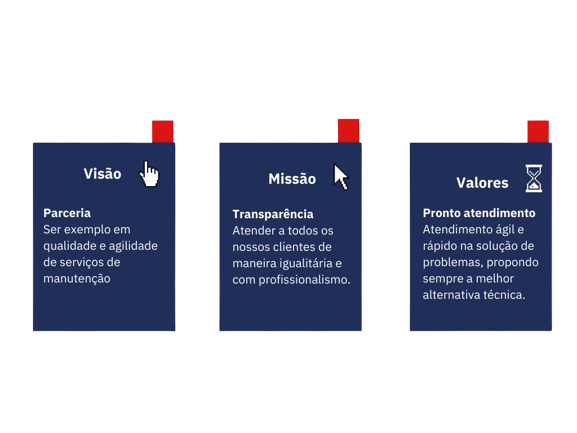 Visão
Parceria
Ser exemplo em
qualidade e agilidade
de serviços de
manutenção
Missão
Transparência
Atender a todos os
nossos clientes de
maneira igualitária e
com profissionalismo.
Valores
Pronto atendimento
Atendimento ágil e
rápido na solução de
problemas, propondo
sempre a melhor
alternativa técnica.